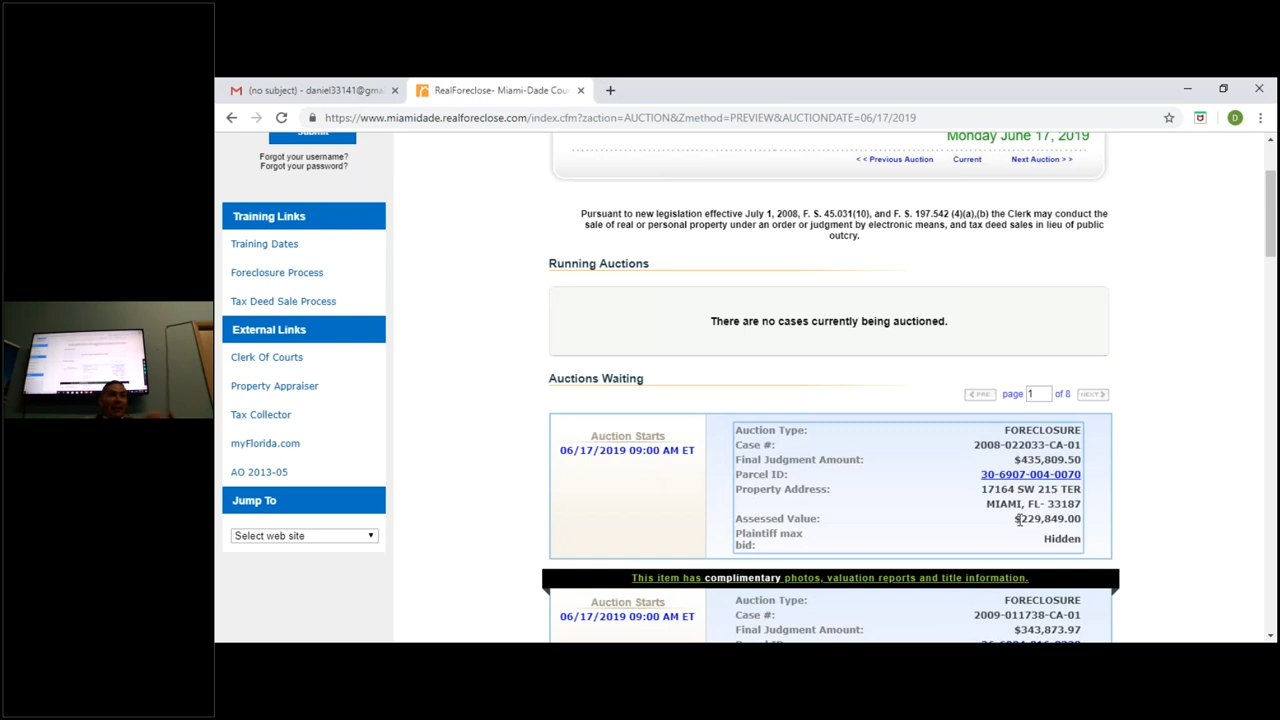 (no subject) - daniel33141@gma
RealForeclose- Miami-Dade Cou
https://www.miamidade.realforeclose.com/index.cfm?zaction=AUCTION&Zmethod=PREVIEW&AUCTIONDATE=06/17/2019
D
Submit
Forgot your username?
Forgot your password?
Training Links
Training Dates
Foreclosure Process
Tax Deed Sale Process
External Links
Clerk Of Courts
Property Appraiser
Tax Collector
myFlorida.com
AO 2013-05
Jump To
Select web site
Monday June 17, 2019
< < Previous Auction Current Next Auction > >
Pursuant to new legislation effective July 1, 2008, F. S. 45.031(10), and F. S. 197.542 (4)(a),(b) the Clerk may conduct the
sale of real or personal property under an order or judgment by electronic means, and tax deed sales in lieu of public
outcry.
Running Auctions
There are no cases currently being auctioned.
Auctions Waiting
PRE page 1 of 8 NEXT
Auction Starts
06/17/2019 09:00 AM ET
Auction Type: FORECLOSURE
Case #: 2008-022033-CA-01
Final Judgment Amount: $435,809.50
Parcel ID: 30-6907-004-0070
Property Address: 17164 SW 215 TER
MIAMI, FL- 33187
Assessed Value: $229,849.00
Plaintiff max
bid: Hidden
This item has complimentary photos, valuation reports and title information.
Auction Starts
06/17/2019 09:00 AM ET
Auction Type: FORECLOSURE
Case #: 2009-011738-CA-01
Final Judgment Amount: $343,873.97